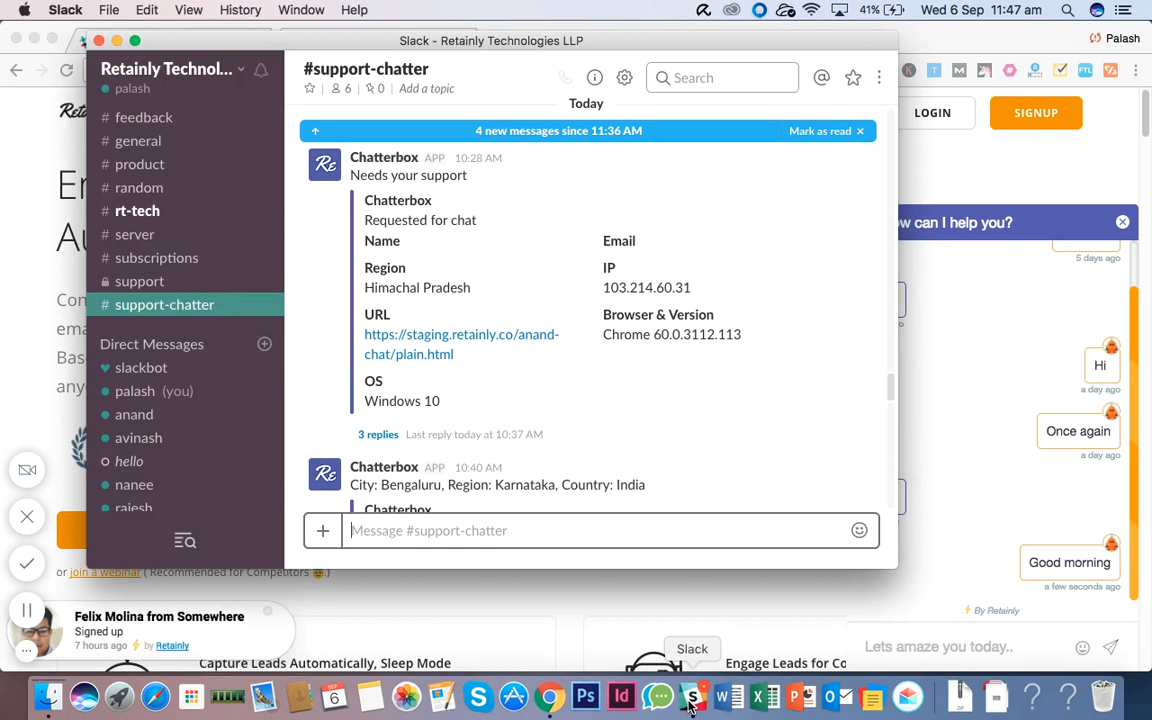 Slack File Edit View History Window Help
41% Wed 6 Sep 11:47 am
Palash
Slack - Retainly Technologies LLP
Retainly Technol...
palash
# feedback
# general
# product
# random
# rt-tech
# server
# subscriptions
support
# support-chatter
Direct Messages
slackbot
palash (you)
anand
avinash
hello
nanee
rajesh
#support-chatter
6 0 Add a topic
Search
Today
4 new messages since 11:36 AM Mark as read
Re
Chatterbox APP 10:28 AM
Needs your support
Chatterbox
Requested for chat
Name Email
Region IP
Himachal Pradesh 103.214.60.31
URL Browser & Version
https://staging.retainly.co/anand- Chrome 60.0.3112.113
chat/plain.html
OS
Windows 10
3 replies Last reply today at 10:37 AM
Re
Chatterbox APP 10:40 AM
City: Bengaluru, Region: Karnataka, Country: India
Chatterbox
Message #support-chatter
LOGIN SIGNUP
ow can I help you?
5 days ago
Hi
a day ago
Once again
a day ago
Good morning
a few seconds ago
By Retainly
Lets amaze you today..
or join a webinar ( Recommended for Competitors )
Felix Molina from Somewhere
Signed up
7 hours ago by Retainly
Capture Leads Automatically, Sleep Mode
Engage Leads for Co
Slack
SEP
6
Ps
Id